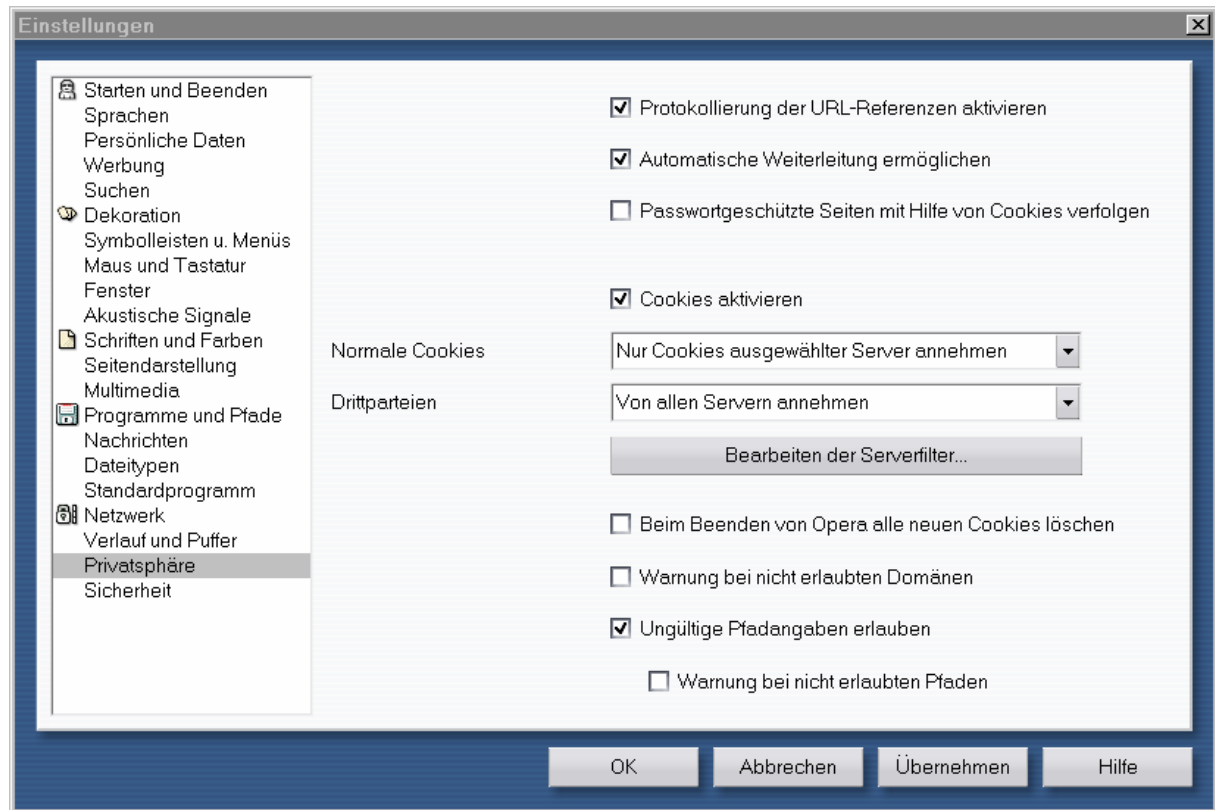 Einstellungen
Starten und Beenden
Sprachen
Persönliche Daten
Werbung
Suchen
Dekoration
Symbolleisten u. Menüs
Maus und Tastatur
Fenster
Akustische Signale
Schriften und Farben
Seitendarstellung
Multimedia
Programme und Pfade
Nachrichten
Dateitypen
Standardprogramm
Netzwerk
Verlauf und Puffer
Privatsphäre
Sicherheit
Protokollierung der URL-Referenzen aktivieren
Automatische Weiterleitung ermöglichen
Passwortgeschützte Seiten mit Hilfe von Cookies verfolgen
Cookies aktivieren
Normale Cookies Nur Cookies ausgewählter Server annehmen
Drittparteien Von allen Servern annehmen
Bearbeiten der Serverfilter...
Beim Beenden von Opera alle neuen Cookies löschen
Warnung bei nicht erlaubten Domänen
Ungültige Pfadangaben erlauben
Warnung bei nicht erlaubten Pfaden
OK Abbrechen Übernehmen Hilfe